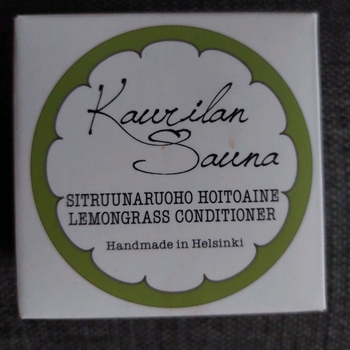 Kaurilan
Sauna
SITRUUNARUOHO HOITOAINE
LEMONGRASS CONDITIONER
Handmade in Helsinki